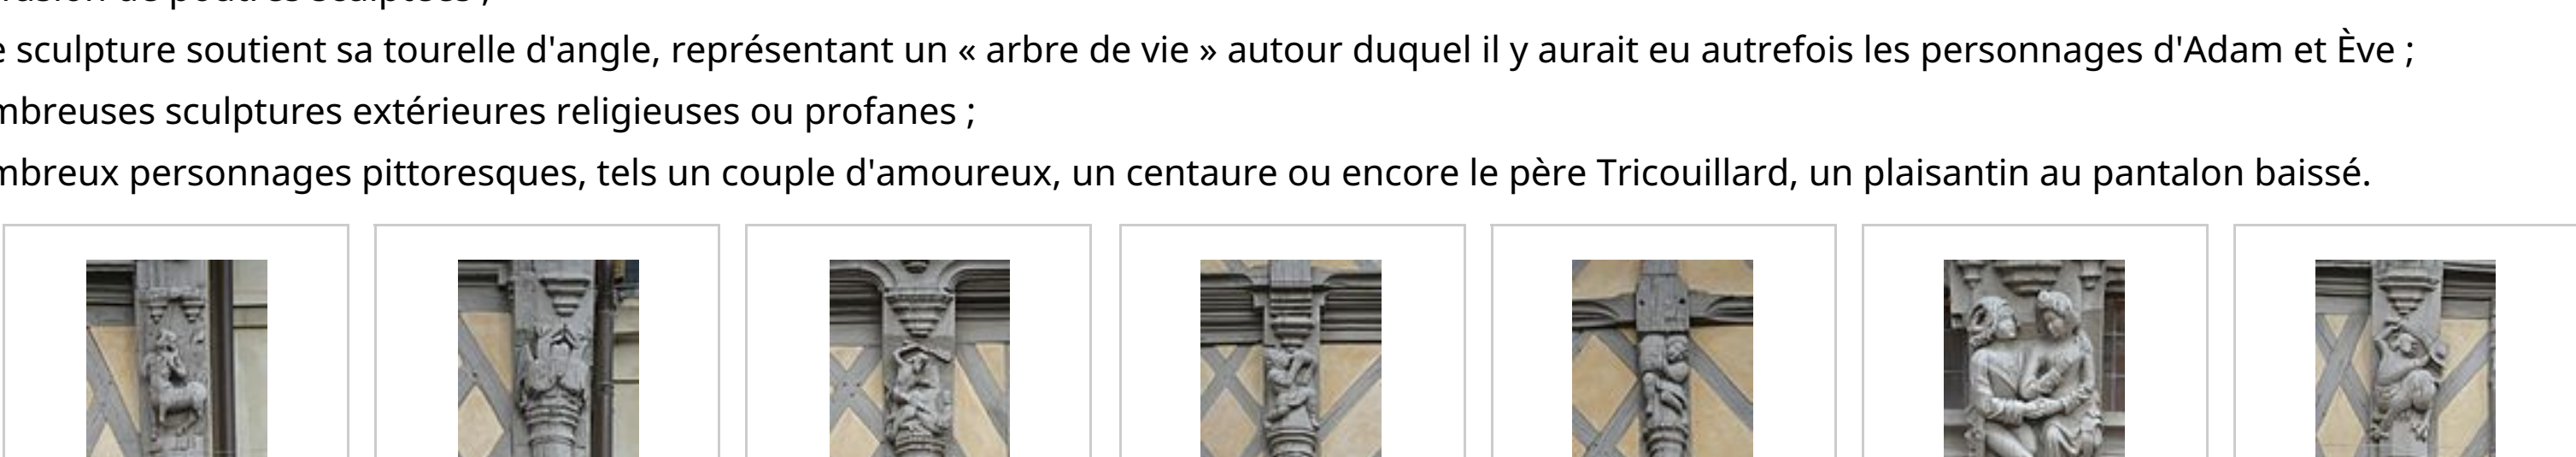 sculpture soutient sa tourelle d'angle, représentant un « arbre de vie » autour duquel il y aurait eu autrefois les personnages d'Adam et Ève ;
mbreuses sculptures extérieures religieuses ou profanes ;
mbreux personnages pittoresques, tels un couple d'amoureux, un centaure ou encore le père Tricouillard, un plaisantin au pantalon baissé.